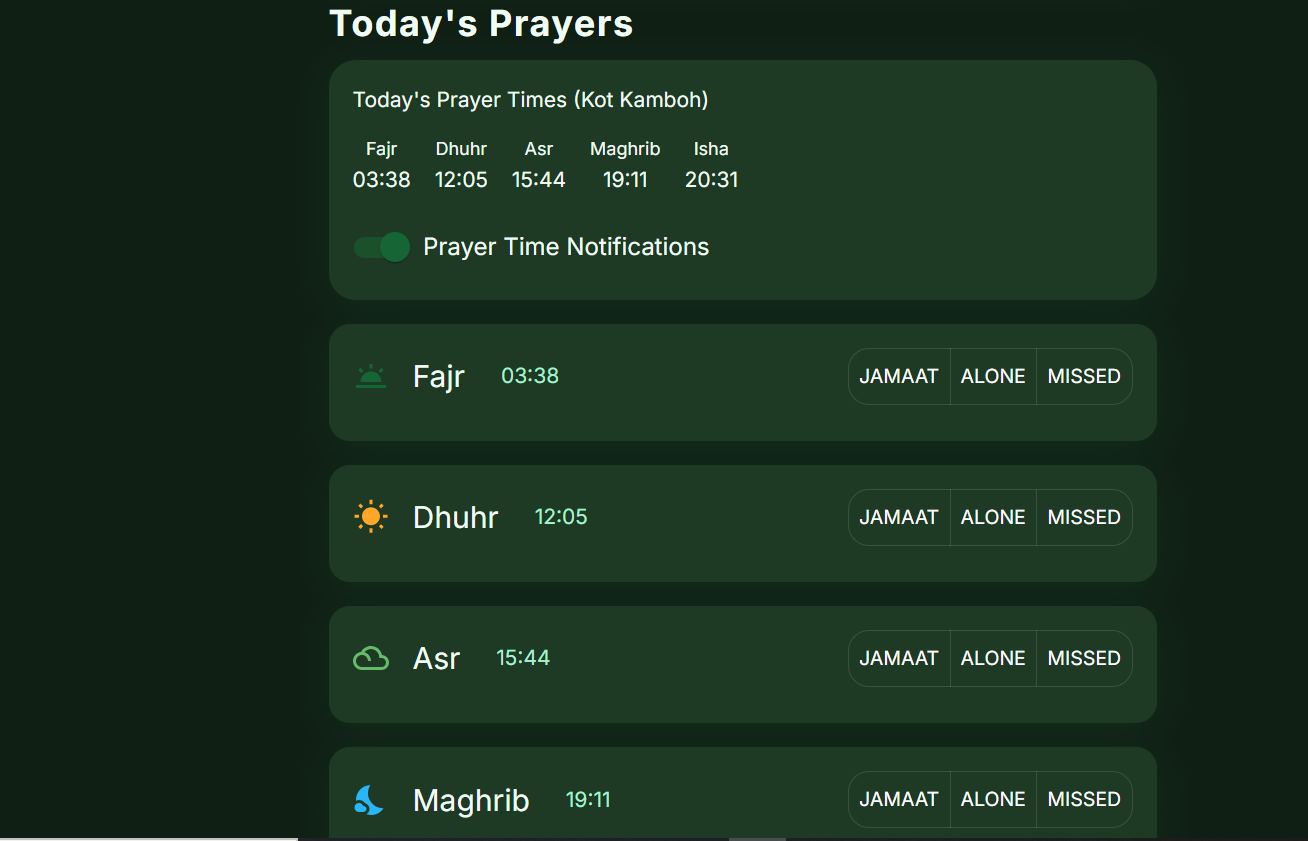 Today's Prayers
Today's Prayer Times (Kot Kamboh)
Fajr Dhuhr Asr Maghrib Isha
03:38 12:05 15:44 19:11 20:31
Prayer Time Notifications
Fajr 03:38 JAMAAT ALONE MISSED
Dhuhr 12:05 JAMAAT ALONE MISSED
Asr 15:44 JAMAAT ALONE MISSED
Maghrib 19:11 JAMAAT ALONE MISSED